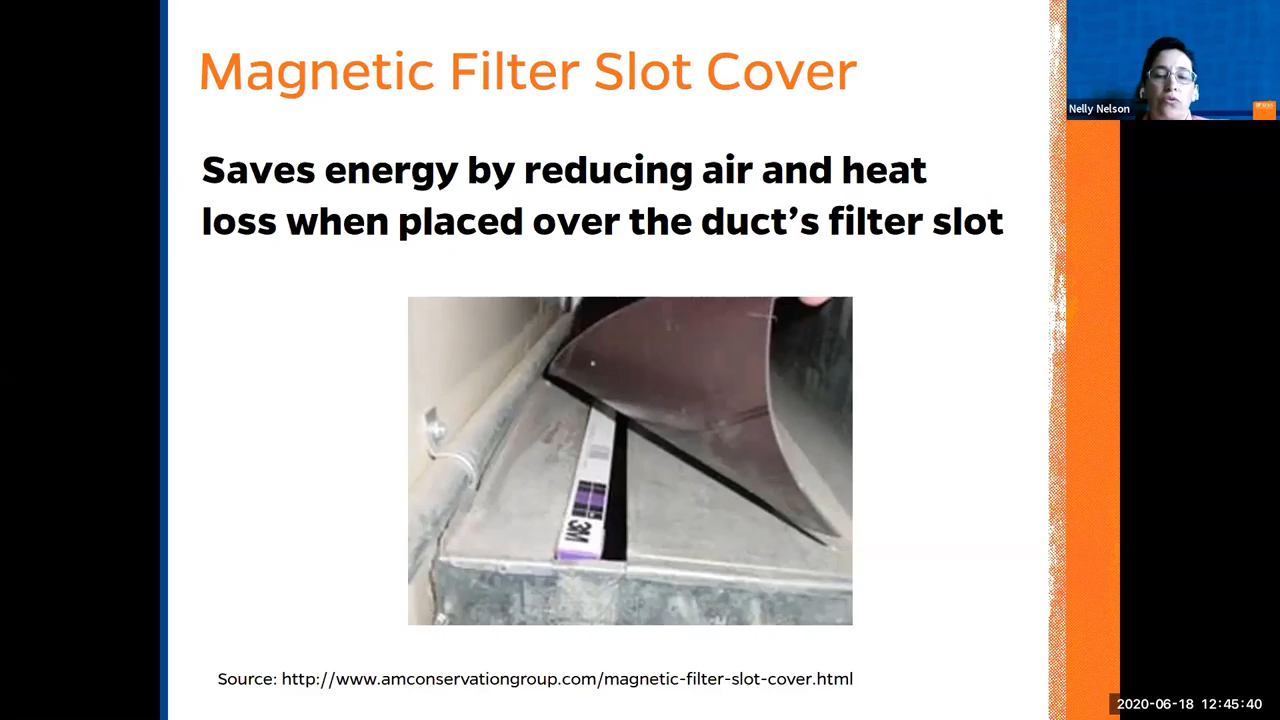 Magnetic Filter Slot Cover
Nelly Nelson
Saves energy by reducing air and heat
loss when placed over the duct’s filter slot
3M
Source: http://www.amconservationgroup.com/magnetic-filter-slot-cover.html
2020-06-18 12:45:40